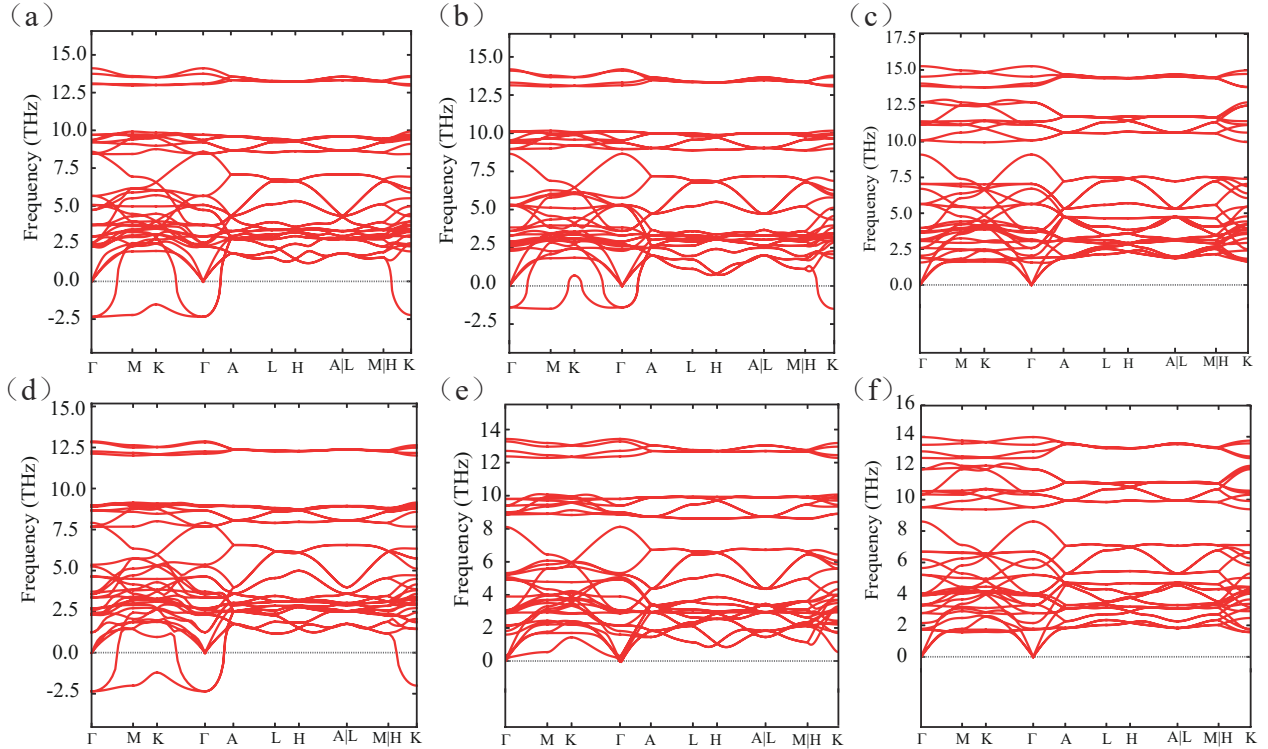 （a）
Frequency (THz)
15.0
12.5
10.0
7.5
5.0
2.5
0.0
-2.5
Γ M K Γ A L H A|L M|H K
（b）
Frequency (THz)
15.0
12.5
10.0
7.5
5.0
2.5
0.0
-2.5
Γ M K Γ A L H A|L M|H K
（c）
Frequency (THz)
17.5
15.0
12.5
10.0
7.5
5.0
2.5
0.0
Γ M K Γ A L H A|L M|H K
（d）
Frequency (THz)
15.0
12.5
10.0
7.5
5.0
2.5
0.0
-2.5
Γ M K Γ A L H A|L M|H K
（e）
Frequency (THz)
14
12
10
8
6
4
2
0
Γ M K Γ A L H A|L M|H K
（f）
Frequency (THz)
16
14
12
10
8
6
4
2
0
Γ M K Γ A L H A|L M|H K